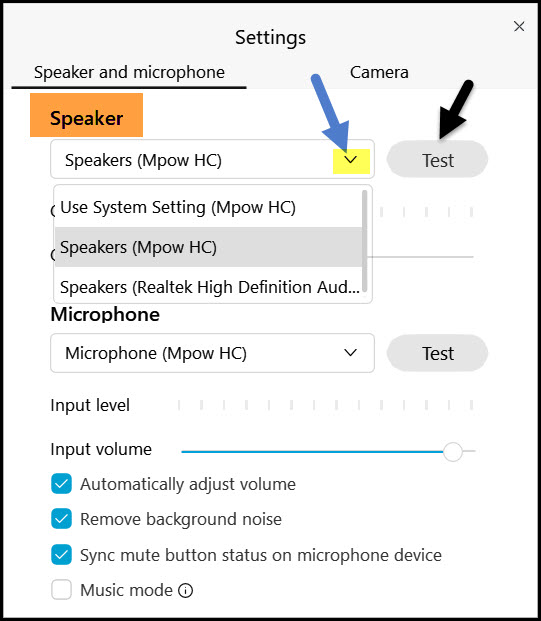 Settings
Speaker and microphone
Camera
Speaker
Speakers (Mpow HC)
Test
Use System Setting (Mpow HC)
Speakers (Mpow HC)
Speakers (Realtek High Definition Aud...
Microphone
Microphone (Mpow HC)
Test
Input level
Input volume
Automatically adjust volume
Remove background noise
Sync mute button status on microphone device
Music mode